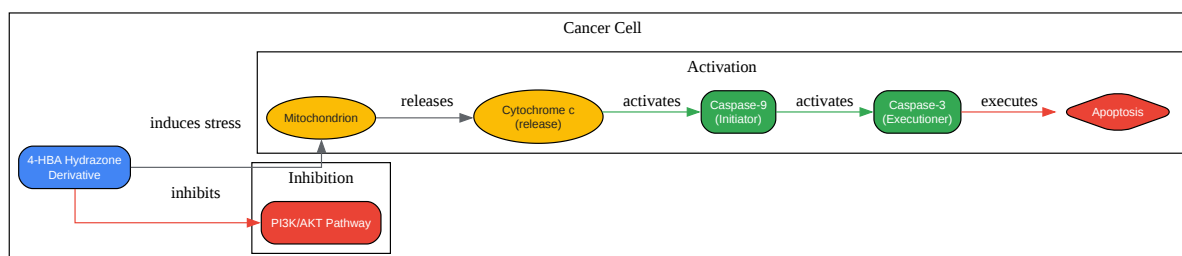 Cancer Cell
Activation
Mitochondrion
releases
Cytochrome c
(release)
activates
Caspase-9
(Initiator)
activates
Caspase-3
(Executioner)
executes
Apoptosis
induces stress
4-HBA Hydrazone
Derivative
inhibits
Inhibition
PI3K/AKT Pathway